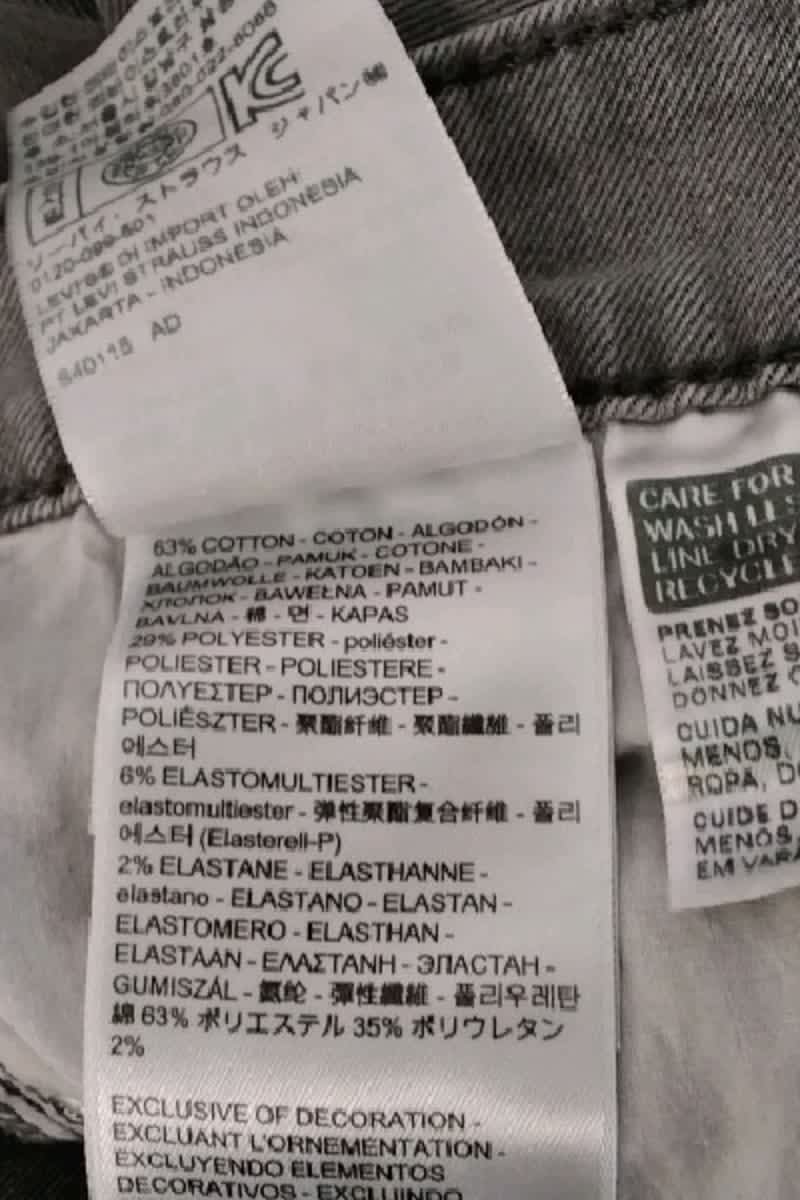 080-022-6088
KC
リーバイ・ストラウス ジャパン㈱
0120-099-501
LEVI'S® DI IMPORT OLEH:
PT LEVI STRAUSS INDONESIA
JAKARTA - INDONESIA
AD
63% COTTON - COTON - ALGODÓN -
ALGODÃO - PAMUK - COTONE -
BAUMWOLLE - KATOEN - BAMBAKI -
ХЛОПОК - BAWEŁNA - PAMUT -
BAVLNA - 棉 - 면 - KAPAS
29% POLYESTER - poliéster -
POLIESTER - POLIESTERE -
ΠΟΛΥΕΣΤΕΡ - ПОЛИЭСТЕР -
POLIÉSZTER - 聚酯纤维 - 聚酯纖維 - 폴리
에스터
6% ELASTOMULTIESTER -
elastomultiester - 弹性聚酯复合纤维 - 폴리
에스터 (Elasterell-P)
2% ELASTANE - ELASTHANNE -
elastano - ELASTANO - ELASTAN -
ELASTOMERO - ELASTHAN -
ELASTAAN - ΕΛΑΣΤΑΝΗ - ЭЛАСТАН -
GUMISZÁL - 氨纶 - 彈性纖維 - 폴리우레탄
綿 63% ポリエステル 35% ポリウレタン
2%
EXCLUSIVE OF DECORATION -
EXCLUANT L'ORNEMENTATION -
EXCLUYENDO ELEMENTOS
DECORATIVOS - EXCLUINDO
CARE FOR
WASH LES
LINE DRY
RECYCLE
PRENEZ SO
LAVEZ MOI
LAISSEZ S
DONNEZ
CUIDA NU
MENOS,
ROPA, D
CUIDE D
MENOS,
EM VARA